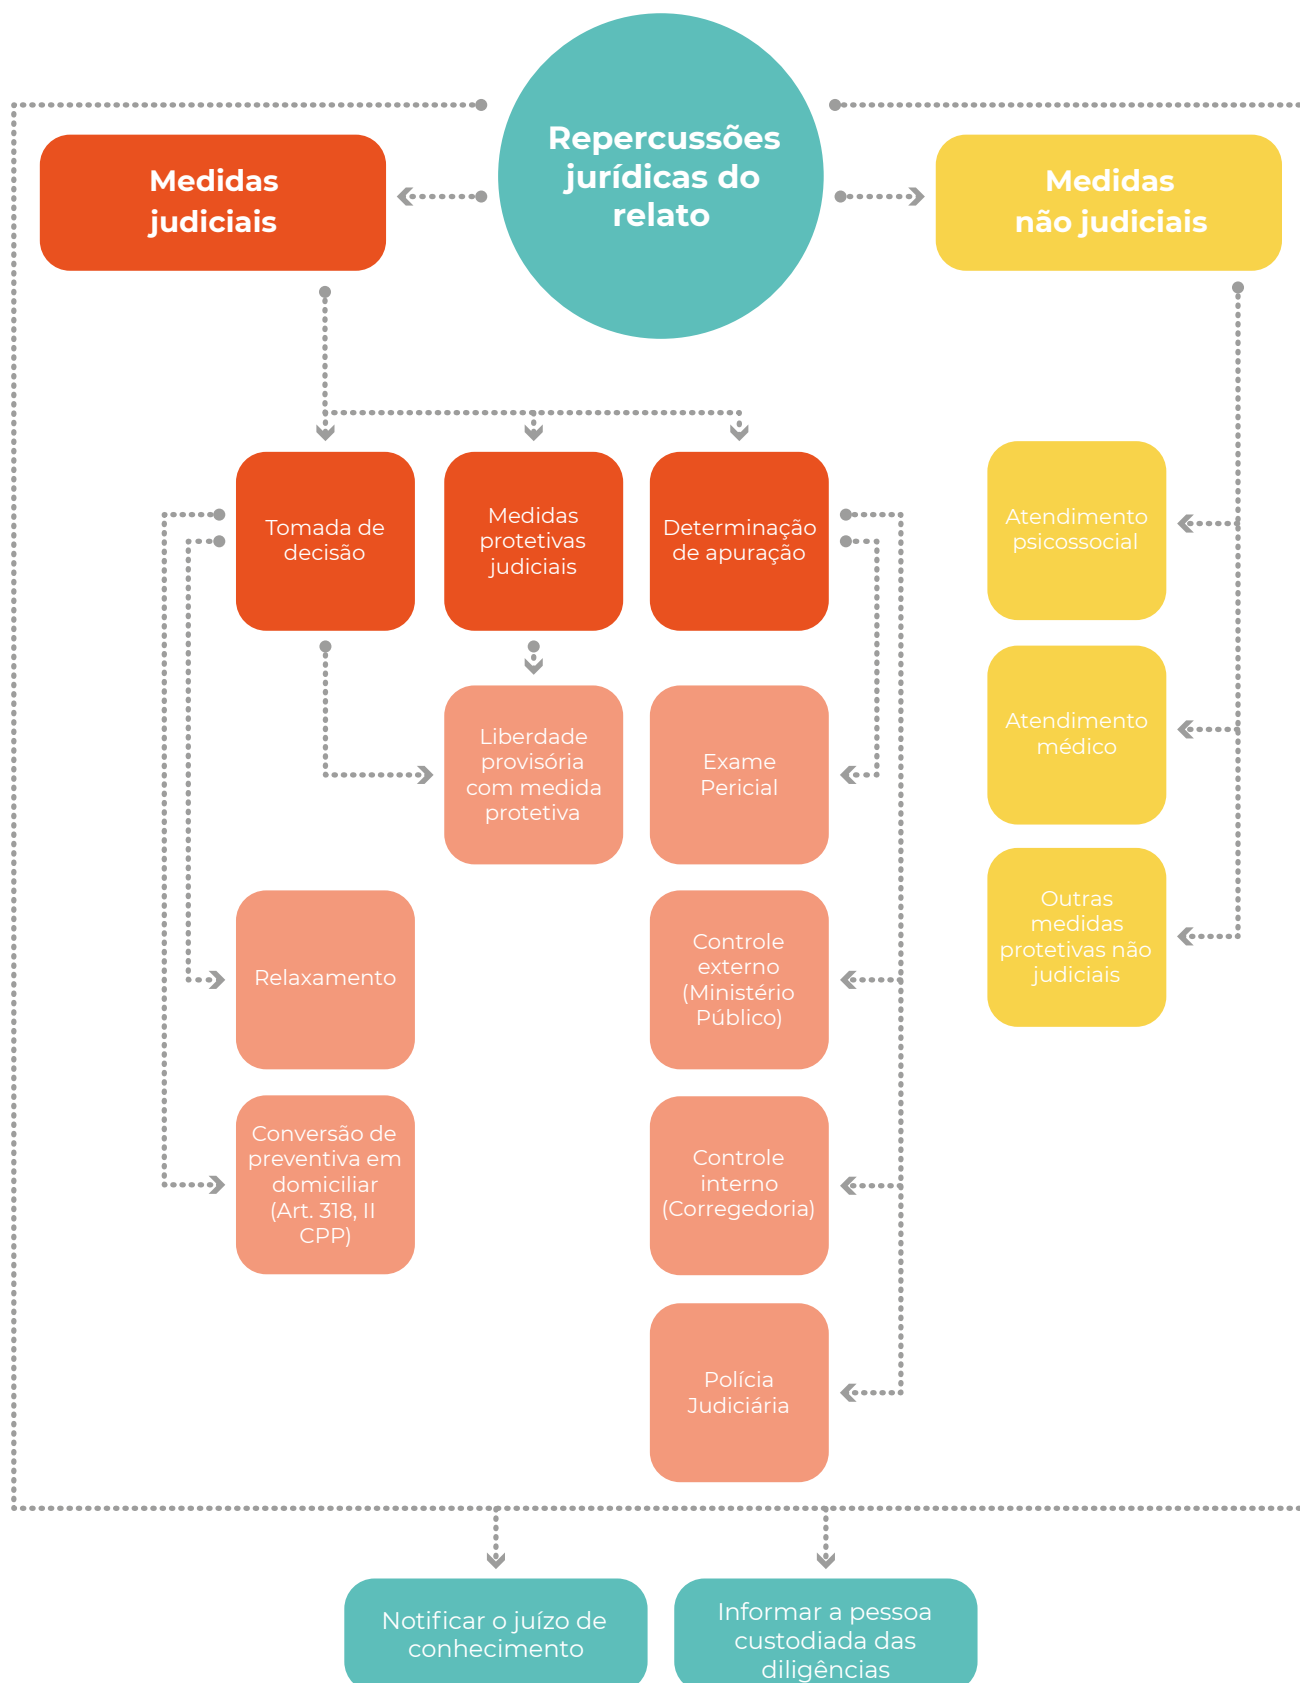 Repercussões
jurídicas do
relato
Medidas
judiciais
Medidas
não judiciais
Tomada de
decisão
Medidas
protetivas
judiciais
Determinação
de apuração
Atendimento
psicossocial
Liberdade
provisória
com medida
protetiva
Exame
Pericial
Atendimento
médico
Relaxamento
Controle
externo
(Ministério
Público)
Outras
medidas
protetivas não
judiciais
Conversão de
preventiva em
domiciliar
(Art. 318, II
CPP)
Controle
interno
(Corregedoria)
Polícia
Judiciária
Notificar o juízo de
conhecimento
Informar a pessoa
custodiada das
diligências